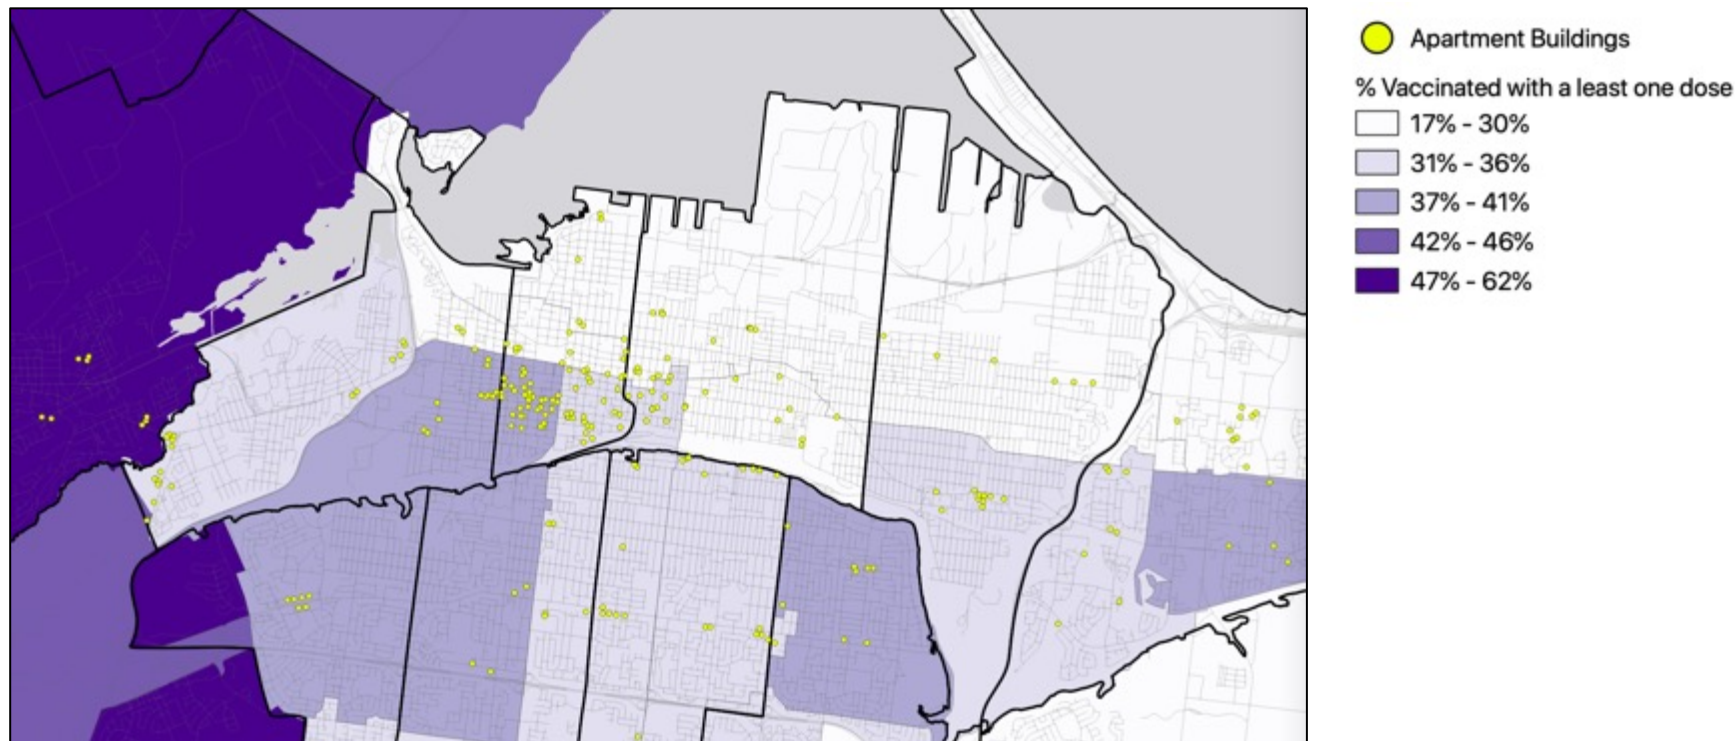 Apartment Buildings
% Vaccinated with a least one dose
17% - 30%
31% - 36%
37% - 41%
42% - 46%
47% - 62%